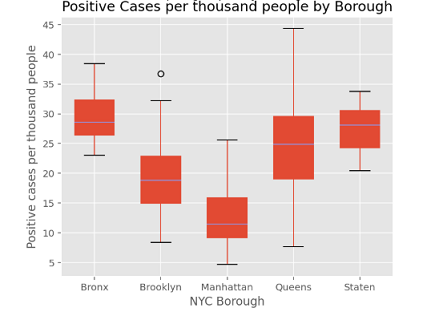 Positive Cases per thousand people by Borough
Positive cases per thousand people
45
40
35
30
25
20
15
10
5
Bronx Brooklyn Manhattan Queens Staten
NYC Borough